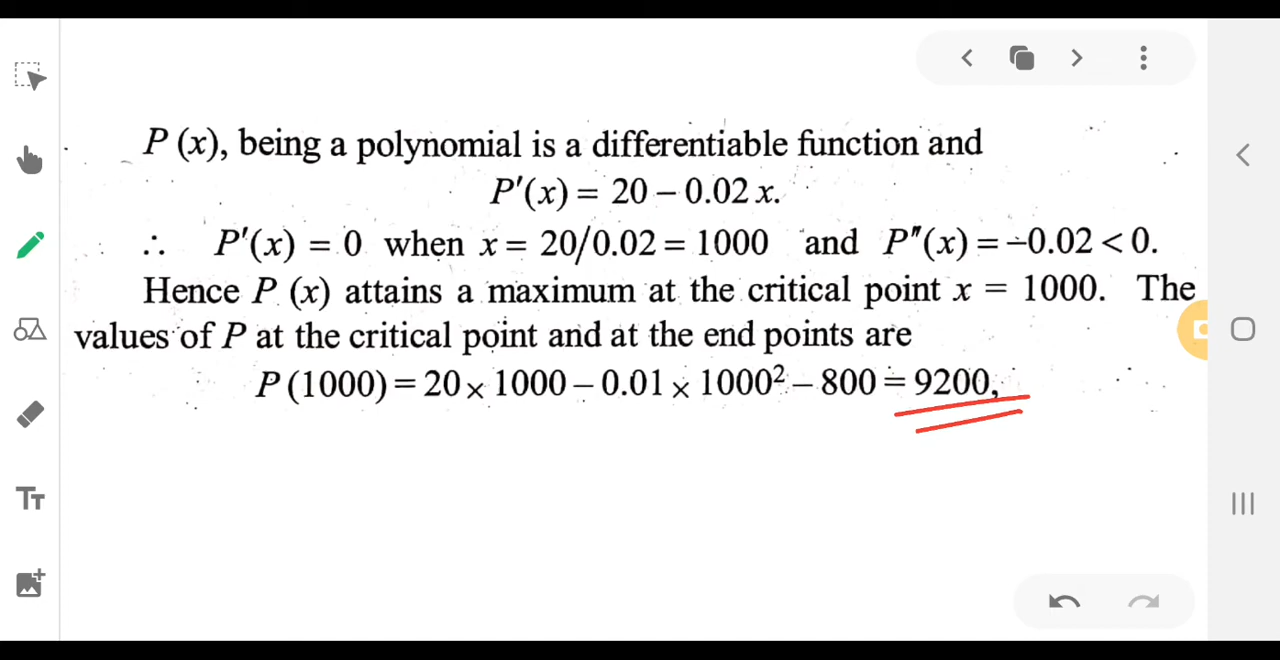 P (x), being a polynomial is a differentiable function and
P′(x) = 20 – 0.02 x.
∴ P′(x) = 0 when x = 20/0.02 = 1000 and P″(x) = –0.02 < 0.
Hence P (x) attains a maximum at the critical point x = 1000. The
values of P at the critical point and at the end points are
P (1000) = 20 × 1000 – 0.01 × 1000² – 800 = 9200,
TT